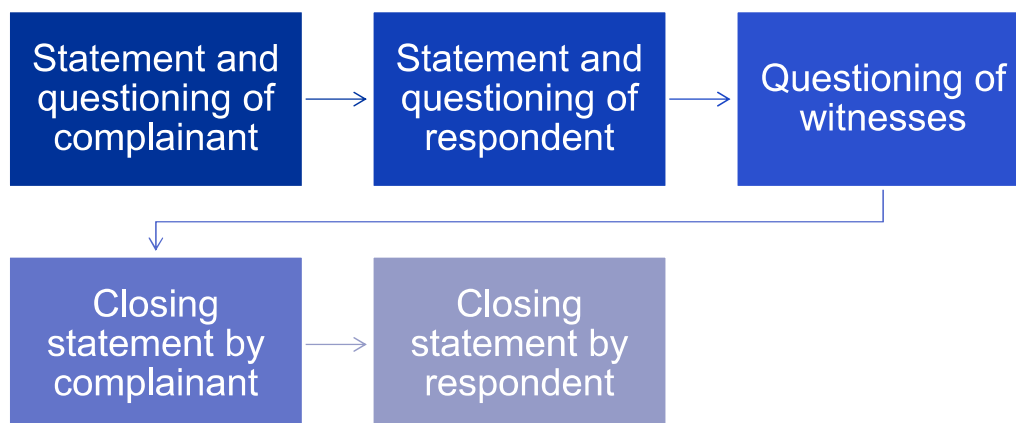 Statement and
questioning of
complainant
Statement and
questioning of
respondent
Questioning of
witnesses
Closing
statement by
complainant
Closing
statement by
respondent